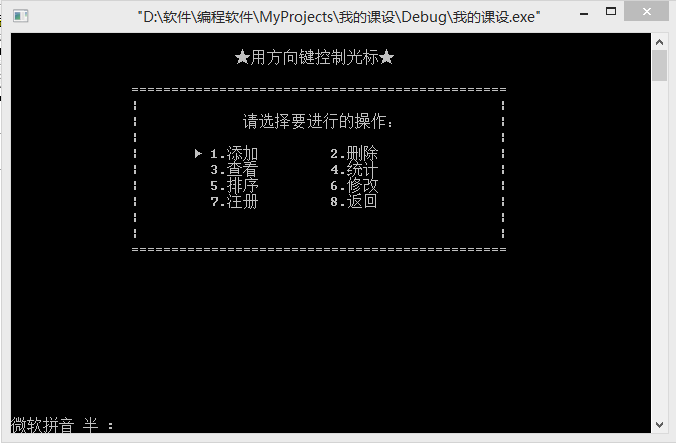 "D:\软件\编程软件\MyProjects\我的课设\Debug\我的课设.exe"
★用方向键控制光标★
请选择要进行的操作:
1.添加 2.删除
3.查看 4.统计
5.排序 6.修改
7.注册 8.返回
微软拼音 半 :